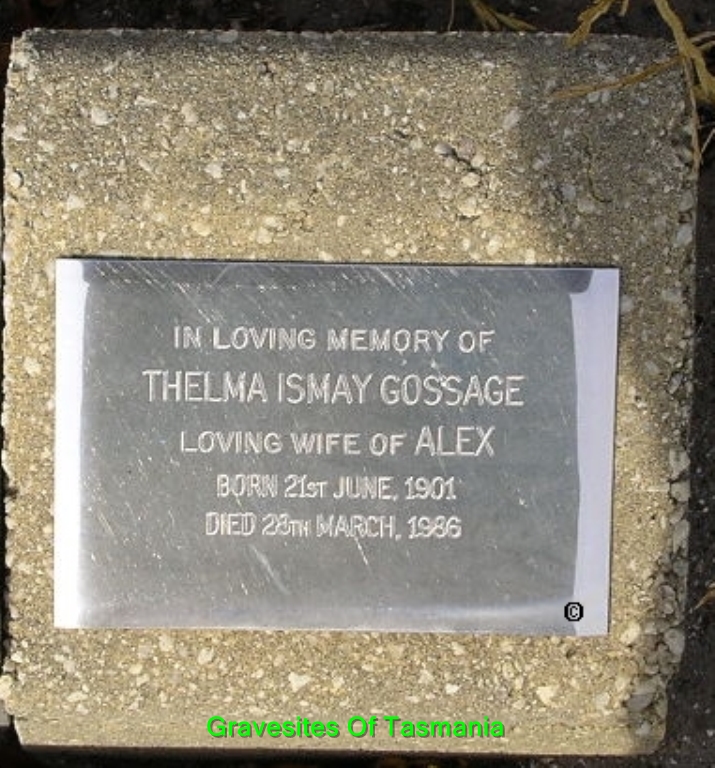 IN LOVING MEMORY OF
THELMA ISMAY GOSSAGE
LOVING WIFE OF ALEX
BORN 21ST JUNE, 1901
DIED 28TH MARCH, 1986
©
Gravesites Of Tasmania